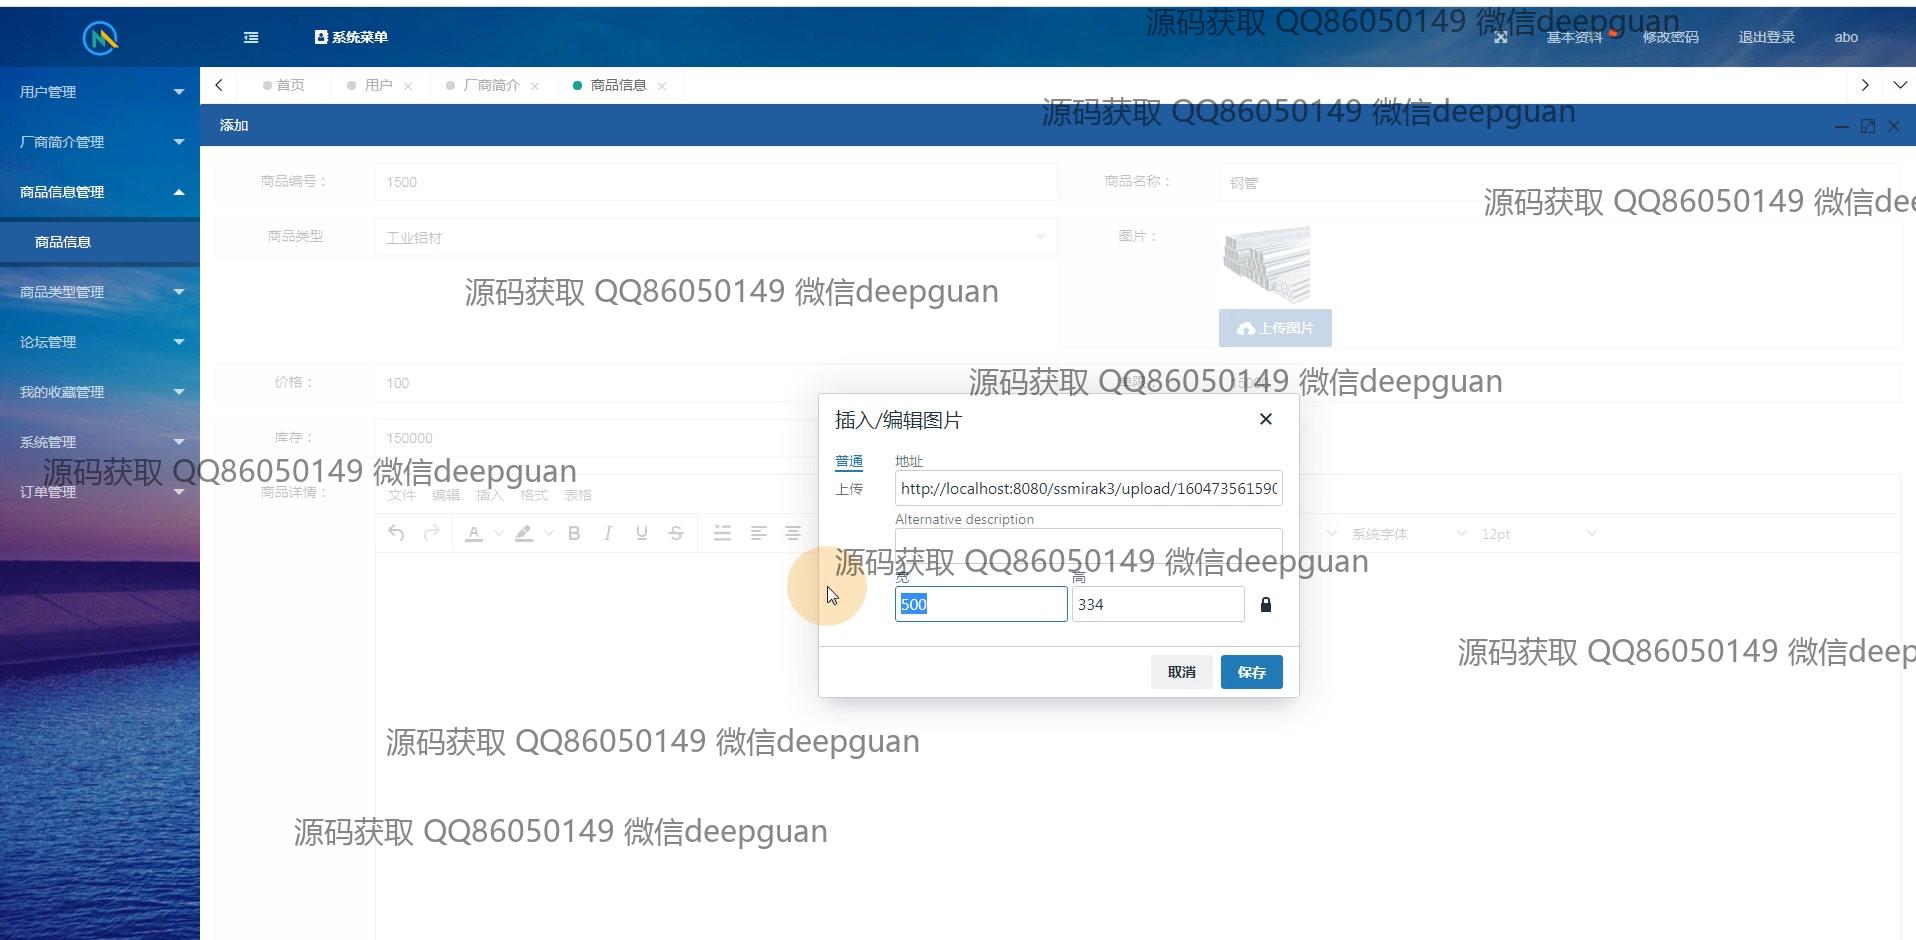 系统菜单
源码获取 QQ86050149 微信deepguan
基本资料
修改密码
退出登录
abo
用户管理
首页
用户
厂商简介
商品信息
源码获取 QQ86050149 微信deepguan
添加
厂商简介管理
商品信息管理
商品编号：
1500
商品名称：
钢管
源码获取 QQ86050149 微信dee
商品信息
商品类型
工业铝材
图片：
商品类型管理
源码获取 QQ86050149 微信deepguan
上传图片
论坛管理
我的收藏管理
价格：
100
源码获取 QQ86050149 微信deepguan
插入/编辑图片
系统管理
库存：
150000
源码获取 QQ86050149 微信deepguan
普通
地址
订单管理
商品详情：
文件
编辑
插入
格式
表格
上传
http://localhost:8080/ssmirak3/upload/160473561590
Alternative description
A
B
I
U
S
系统字体
12pt
源码获取 QQ86050149 微信deepguan
宽
高
500
334
源码获取 QQ86050149 微信deep
取消
保存
源码获取 QQ86050149 微信deepguan
源码获取 QQ86050149 微信deepguan